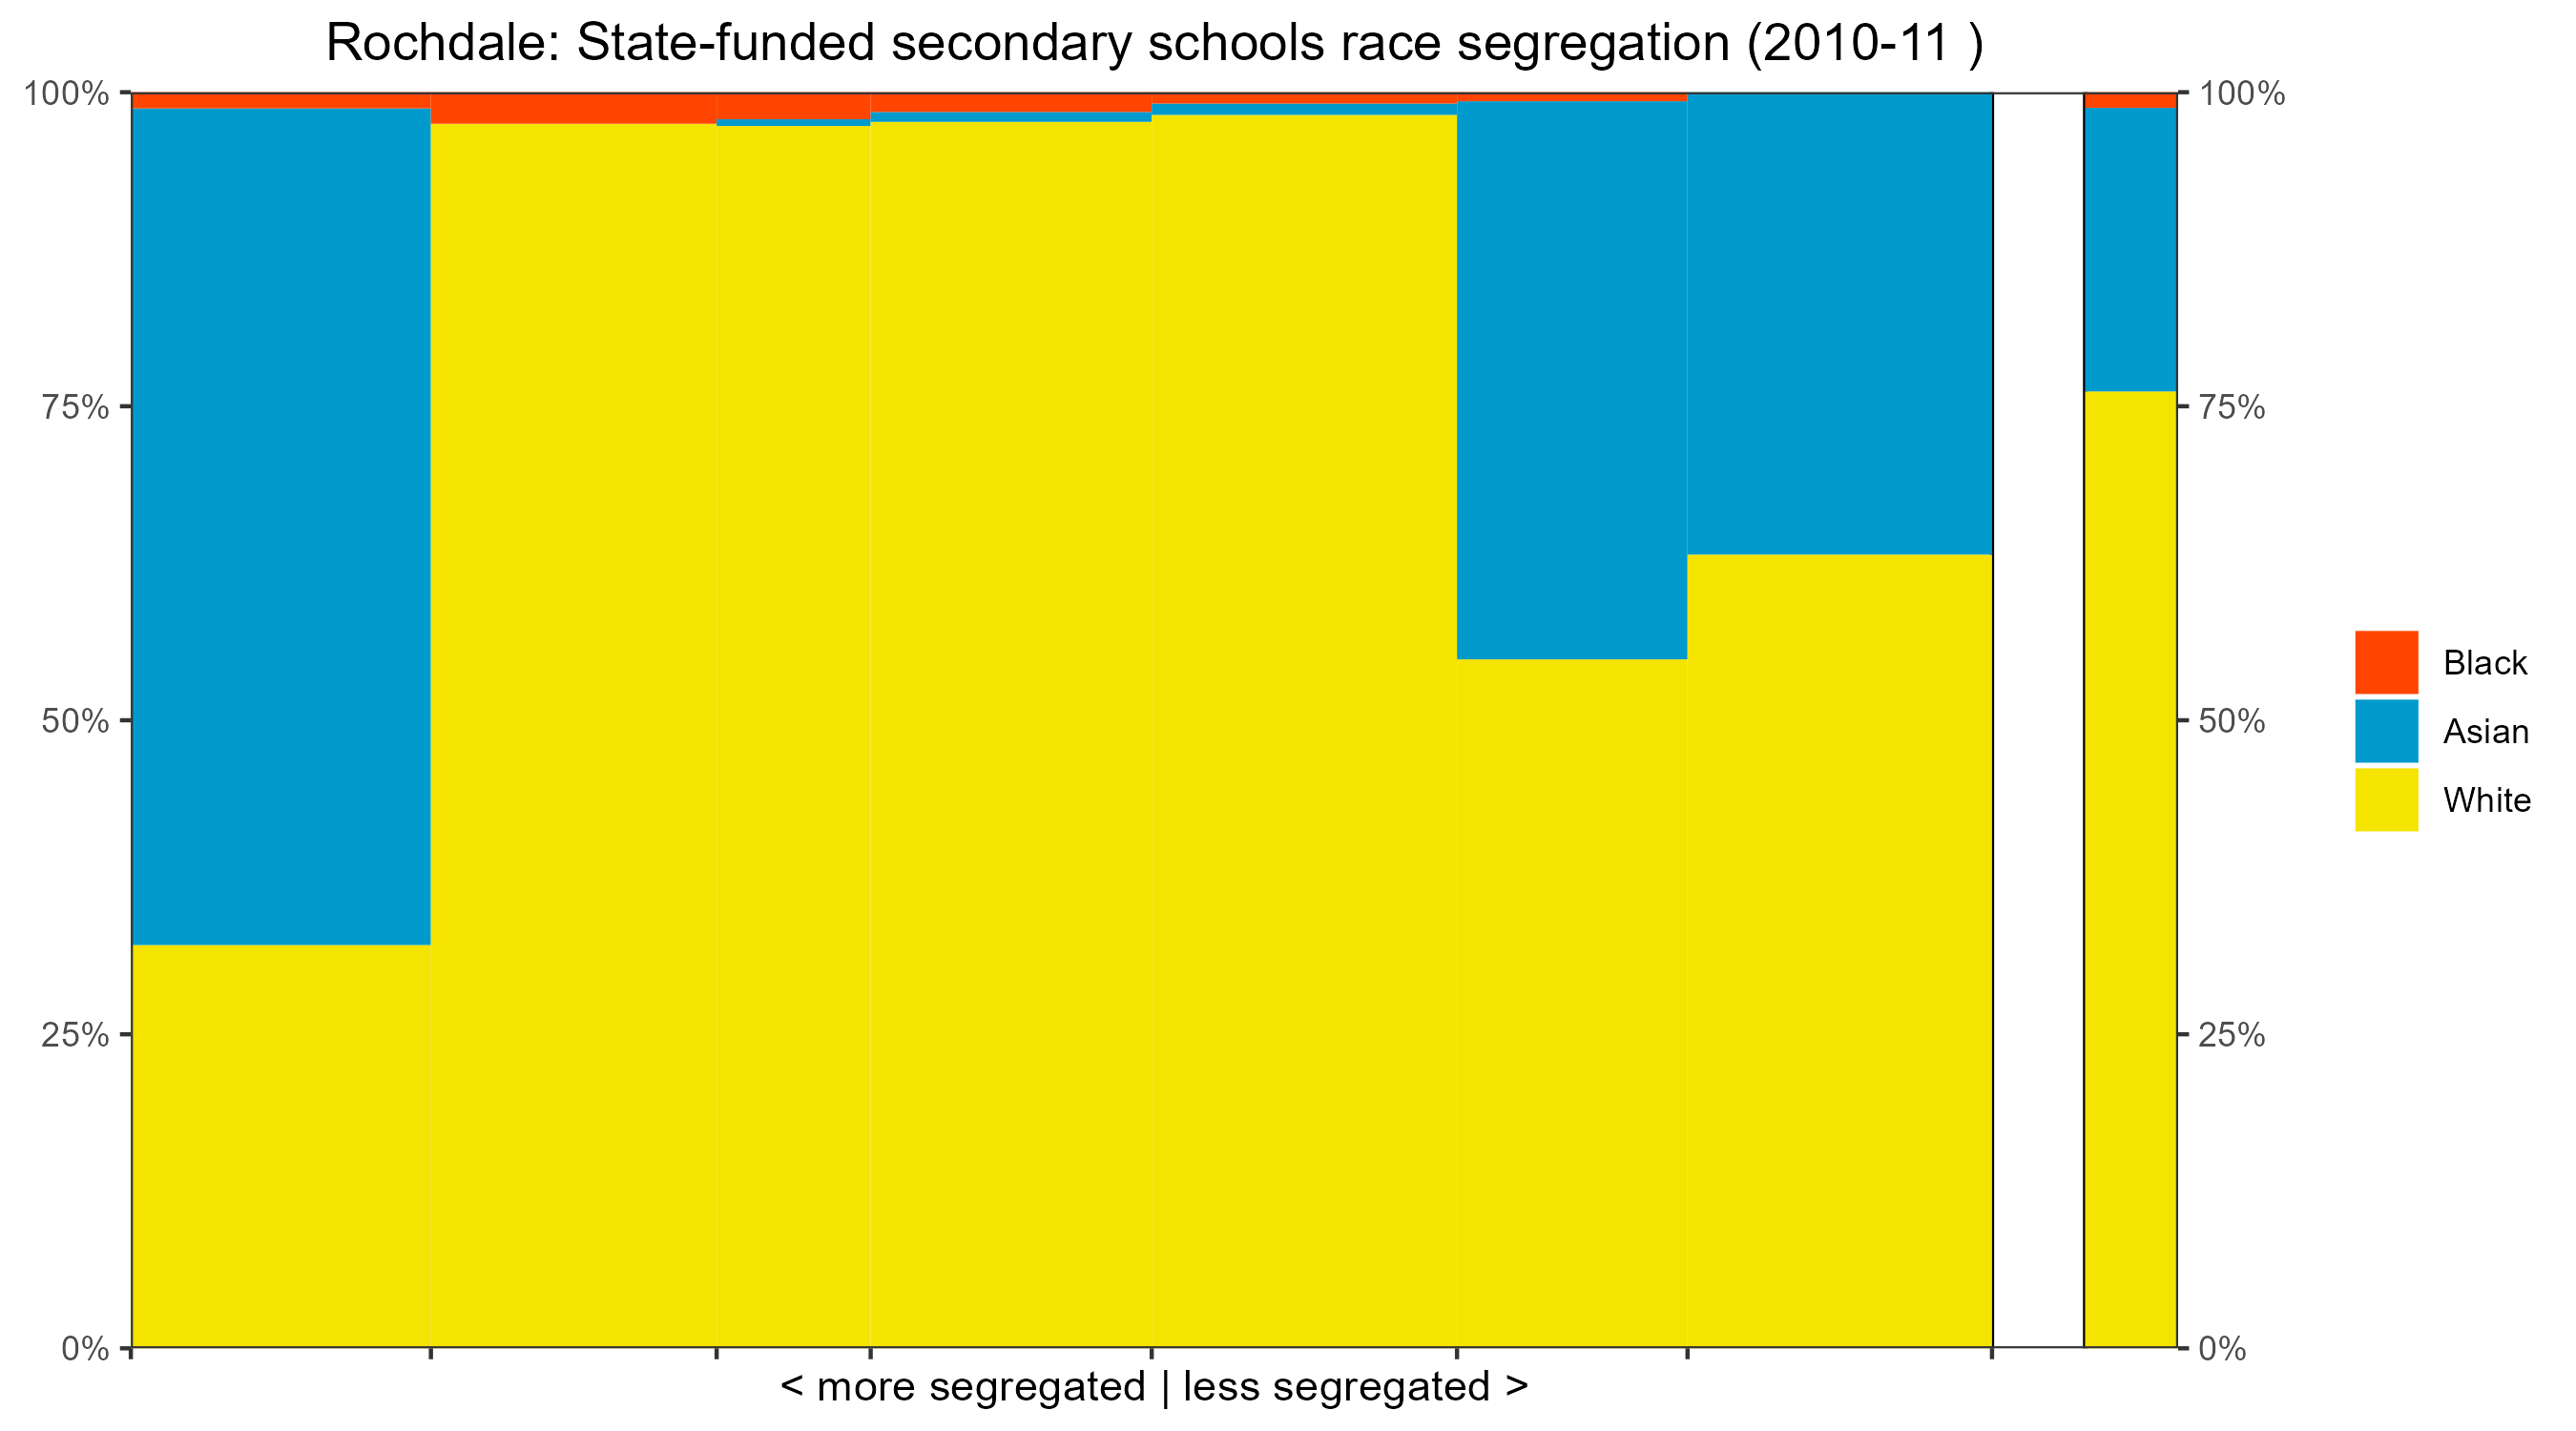 Rochdale: State-funded secondary schools race segregation (2010-11 )
100%
75%
50%
25%
0%
100%
75%
50%
25%
0%
Black
Asian
White
< more segregated | less segregated >